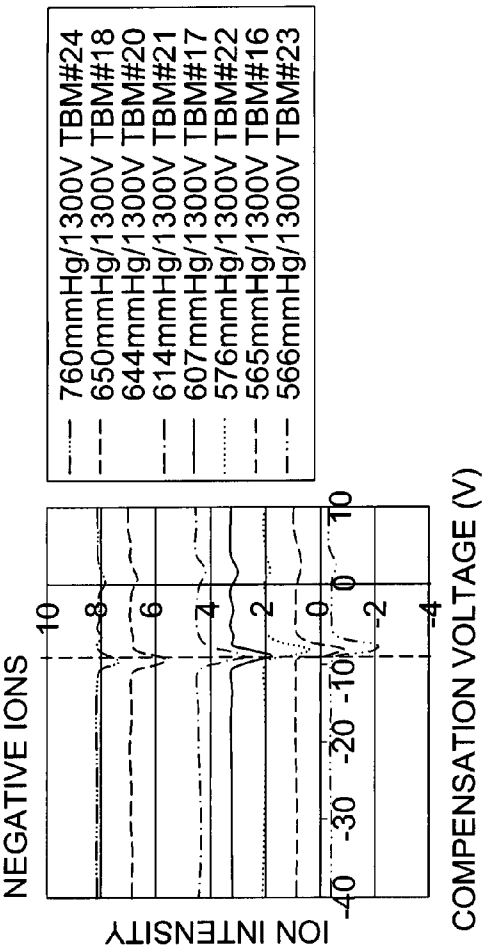 NEGATIVE IONS
ION INTENSITY
10
8
6
4
2
0
-2
-4
-40
-30
-20
-10
0
10
COMPENSATION VOLTAGE (V)
760mmHg/1300V TBM#24
650mmHg/1300V TBM#18
644mmHg/1300V TBM#20
614mmHg/1300V TBM#21
607mmHg/1300V TBM#17
576mmHg/1300V TBM#22
565mmHg/1300V TBM#16
566mmHg/1300V TBM#23